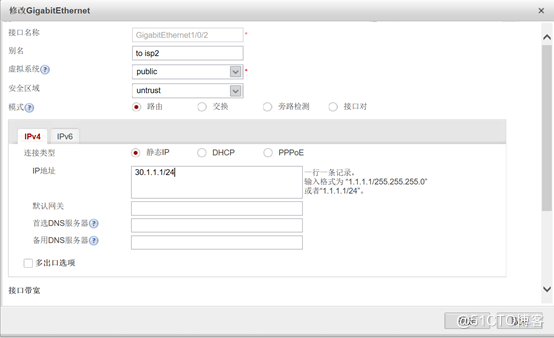 修改GigabitEthernet
接口名称 GigabitEthernet1/0/2 *
别名 to isp2
虚拟系统 ? public *
安全区域 untrust
模式 ? 路由 交换 旁路检测 接口对
IPv4 IPv6
连接类型 静态IP DHCP PPPoE
IP地址 30.1.1.1/24 一行一条记录,
输入格式为 "1.1.1.1/255.255.255.0"
或者"1.1.1.1/24"。
默认网关
首选DNS服务器 ?
备用DNS服务器 ?
多出口选项
接口带宽
@51CTO博客